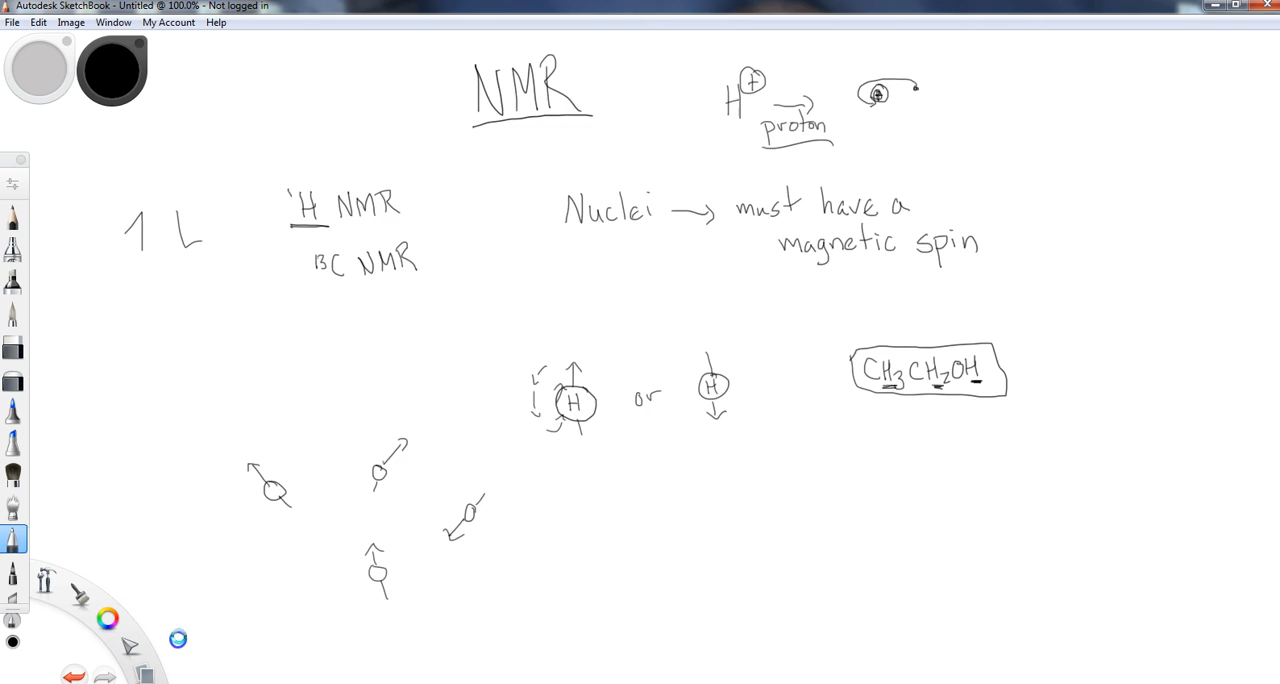 Autodesk SketchBook - Untitled @ 100.0% - Not logged in
File Edit Image Window My Account Help
NMR
H+ → proton
¹H NMR
¹³C NMR
Nuclei → must have a
magnetic spin
1 L
H or H
CH₃CH₂OH